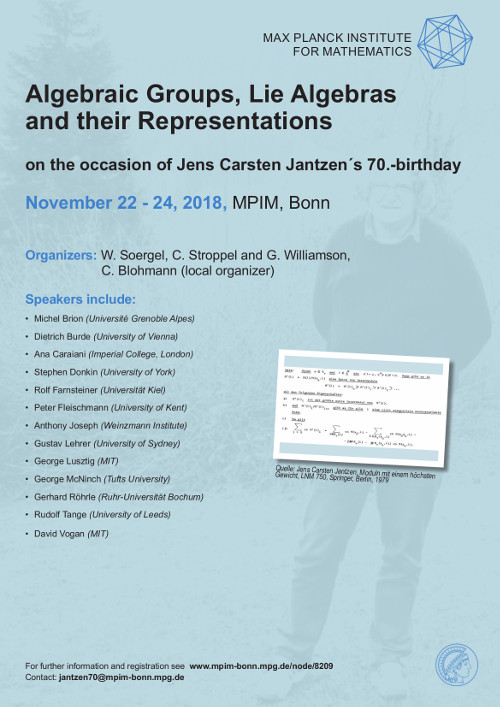 MAX PLANCK INSTITUTE
FOR MATHEMATICS
Algebraic Groups, Lie Algebras
and their Representations
on the occasion of Jens Carsten Jantzen´s 70.-birthday
November 22 - 24, 2018, MPIM, Bonn
Organizers: W. Soergel, C. Stroppel and G. Williamson,
C. Blohmann (local organizer)
Speakers include:
• Michel Brion (Université Grenoble Alpes)
• Dietrich Burde (University of Vienna)
• Ana Caraiani (Imperial College, London)
• Stephen Donkin (University of York)
• Rolf Farnsteiner (Universität Kiel)
• Peter Fleischmann (University of Kent)
• Anthony Joseph (Weinzmann Institute)
• Gustav Lehrer (University of Sydney)
• George Lusztig (MIT)
• George McNinch (Tufts University)
• Gerhard Röhrle (Ruhr-Universität Bochum)
• Rudolf Tange (University of Leeds)
• David Vogan (MIT)
Quelle: Jens Carsten Jantzen, Moduln mit einem höchsten
Gewicht, LNM 750, Springer, Berlin, 1979
For further information and registration see www.mpim-bonn.mpg.de/node/8209
Contact: jantzen70@mpim-bonn.mpg.de